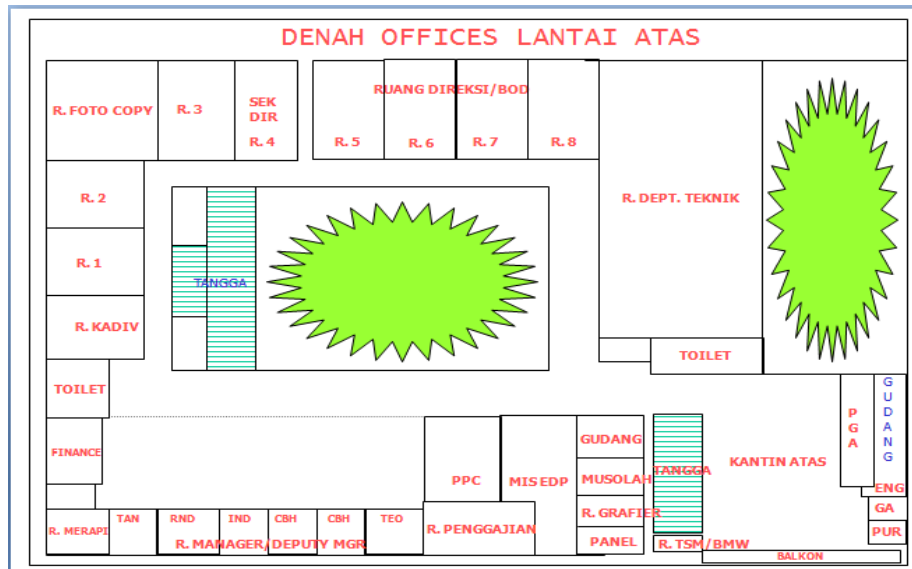 DENAH OFFICES LANTAI ATAS
R. FOTO COPY
R. 3
SEK
DIR
R. 4
RUANG DIREKSI/BOD
R. 5
R. 6
R. 7
R. 8
R. DEPT. TEKNIK
R. 2
R. 1
TANGGA
R. KADIV
TOILET
TOILET
FINANCE
PPC
MIS EDP
GUDANG
MUSOLAH
R. GRAFIER
PANEL
TANGGA
KANTIN ATAS
PGA
GUDANG
ENG
GA
PUR
R. MERAPI
TAN
RND
IND
CBH
CBH
TEO
R. MANAGER/DEPUTY MGR
R. PENGGAJIAN
R. TSM/BMW
BALKON